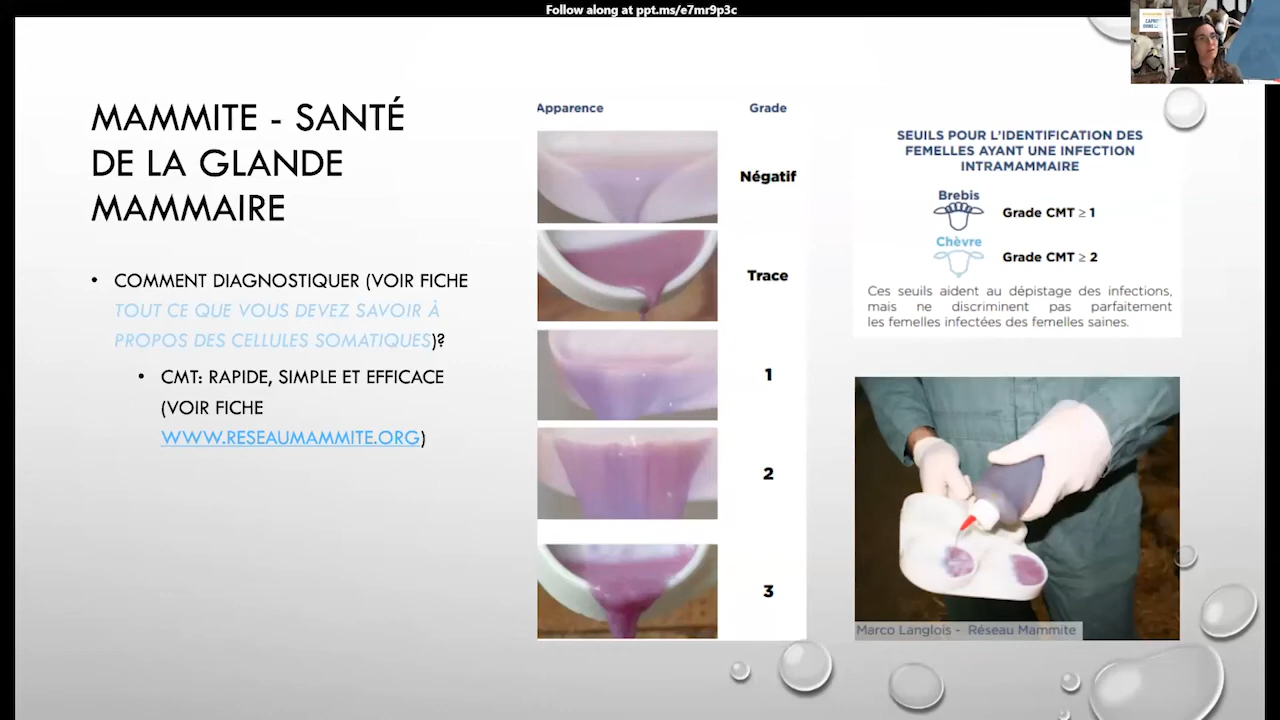 Follow along at ppt.ms/e7mr9p3c
MAMMITE - SANTÉ
DE LA GLANDE
MAMMAIRE
• COMMENT DIAGNOSTIQUER (VOIR FICHE
TOUT CE QUE VOUS DEVEZ SAVOIR À
PROPOS DES CELLULES SOMATIQUES)?
• CMT: RAPIDE, SIMPLE ET EFFICACE
(VOIR FICHE
WWW.RESEAUMAMMITE.ORG)
Apparence Grade
Négatif
Trace
1
2
3
SEUILS POUR L'IDENTIFICATION DES
FEMELLES AYANT UNE INFECTION
INTRAMAMMAIRE
Brebis
Grade CMT ≥ 1
Chèvre
Grade CMT ≥ 2
Ces seuils aident au dépistage des infections,
mais ne discriminent pas parfaitement
les femelles infectées des femelles saines.
Marco Langlois - Réseau Mammite